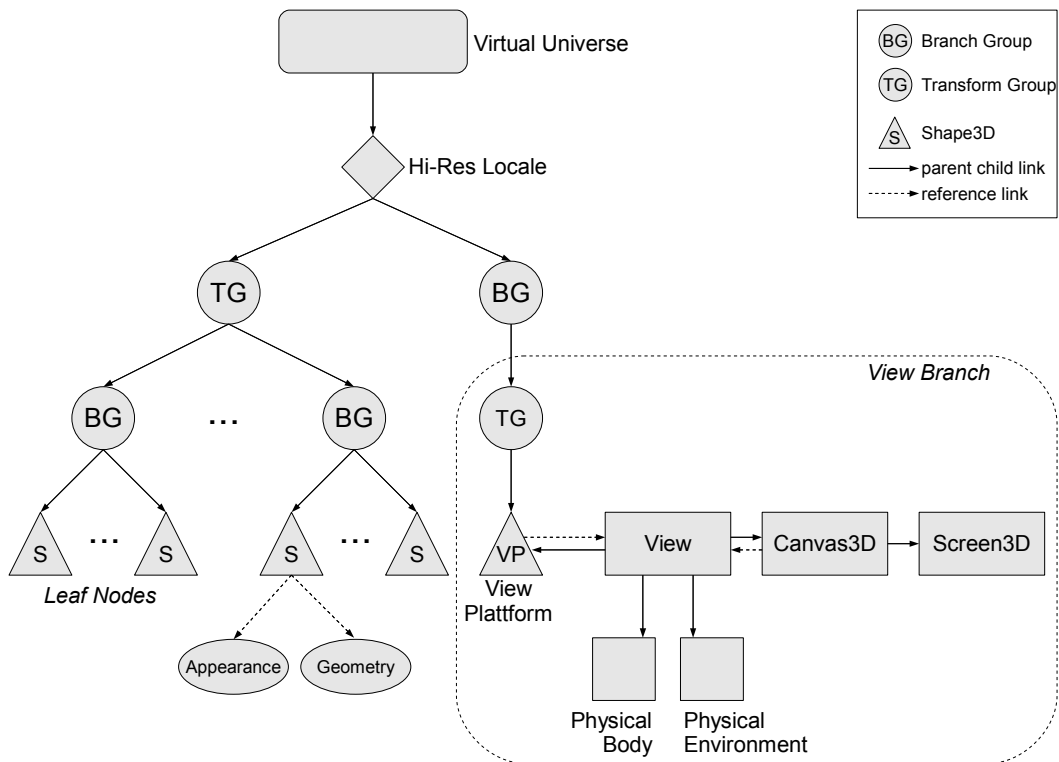 Virtual Universe
BG Branch Group
TG Transform Group
S Shape3D
parent child link
reference link
Hi-Res Locale
TG
BG
View Branch
BG
...
BG
TG
S
...
S
S
...
S
VP
View
Canvas3D
Screen3D
Leaf Nodes
View
Plattform
Appearance
Geometry
Physical
Body
Physical
Environment